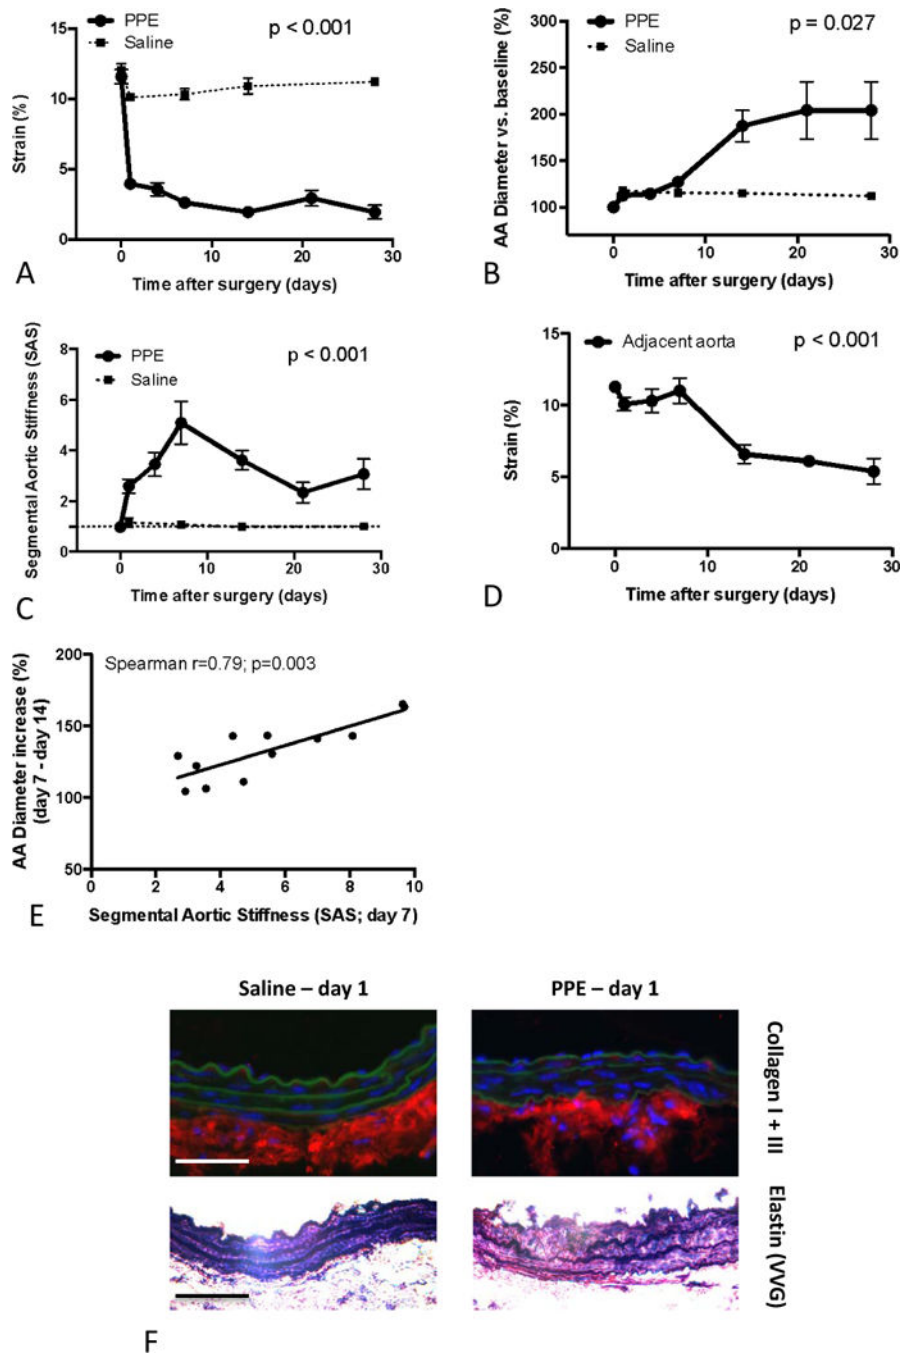 PPE
Saline
p < 0.001
15
10
5
0
Strain (%)
0 10 20 30
Time after surgery (days)
A
PPE
Saline
p = 0.027
300
250
200
150
100
AA Diameter vs. baseline
0 10 20 30
Time after surgery (days)
B
PPE
Saline
p < 0.001
8
6
4
2
0
Segmental Aortic Stiffness (SAS)
0 10 20 30
Time after surgery (days)
C
Adjacent aorta
p < 0.001
15
10
5
0
Strain (%)
0 10 20 30
Time after surgery (days)
D
Spearman r=0.79; p=0.003
200
150
100
50
AA Diameter increase (%)
(day 7 - day 14)
0 2 4 6 8 10
Segmental Aortic Stiffness (SAS; day 7)
E
Saline – day 1
PPE – day 1
Collagen I + III
Elastin (VVG)
F